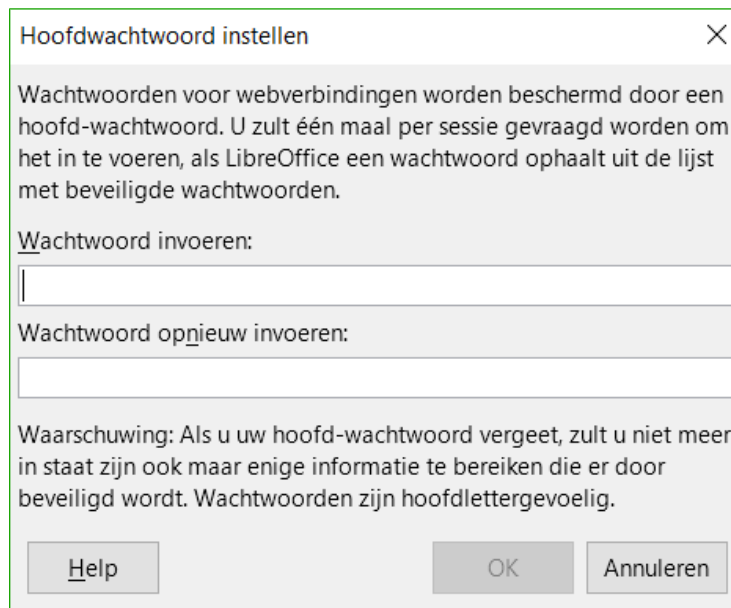 Hoofdwachtwoord instellen
Wachtwoorden voor webverbindingen worden beschermd door een
hoofd-wachtwoord. U zult één maal per sessie gevraagd worden om
het in te voeren, als LibreOffice een wachtwoord ophaalt uit de lijst
met beveiligde wachtwoorden.
Wachtwoord invoeren:
Wachtwoord opnieuw invoeren:
Waarschuwing: Als u uw hoofd-wachtwoord vergeet, zult u niet meer
in staat zijn ook maar enige informatie te bereiken die er door
beveiligd wordt. Wachtwoorden zijn hoofdlettergevoelig.
Help OK Annuleren